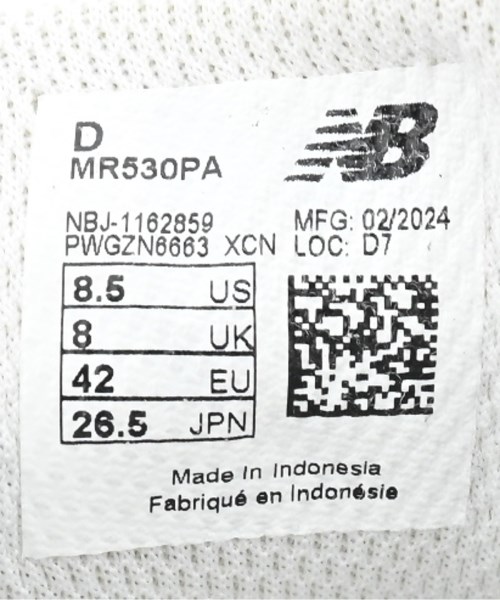 D
MR530PA
NB
NBJ-1162859 MFG: 02/2024
PWGZN6663 XCN LOC: D7
8.5 US
8 UK
42 EU
26.5 JPN
Made In Indonesia
Fabriqué en Indonésie